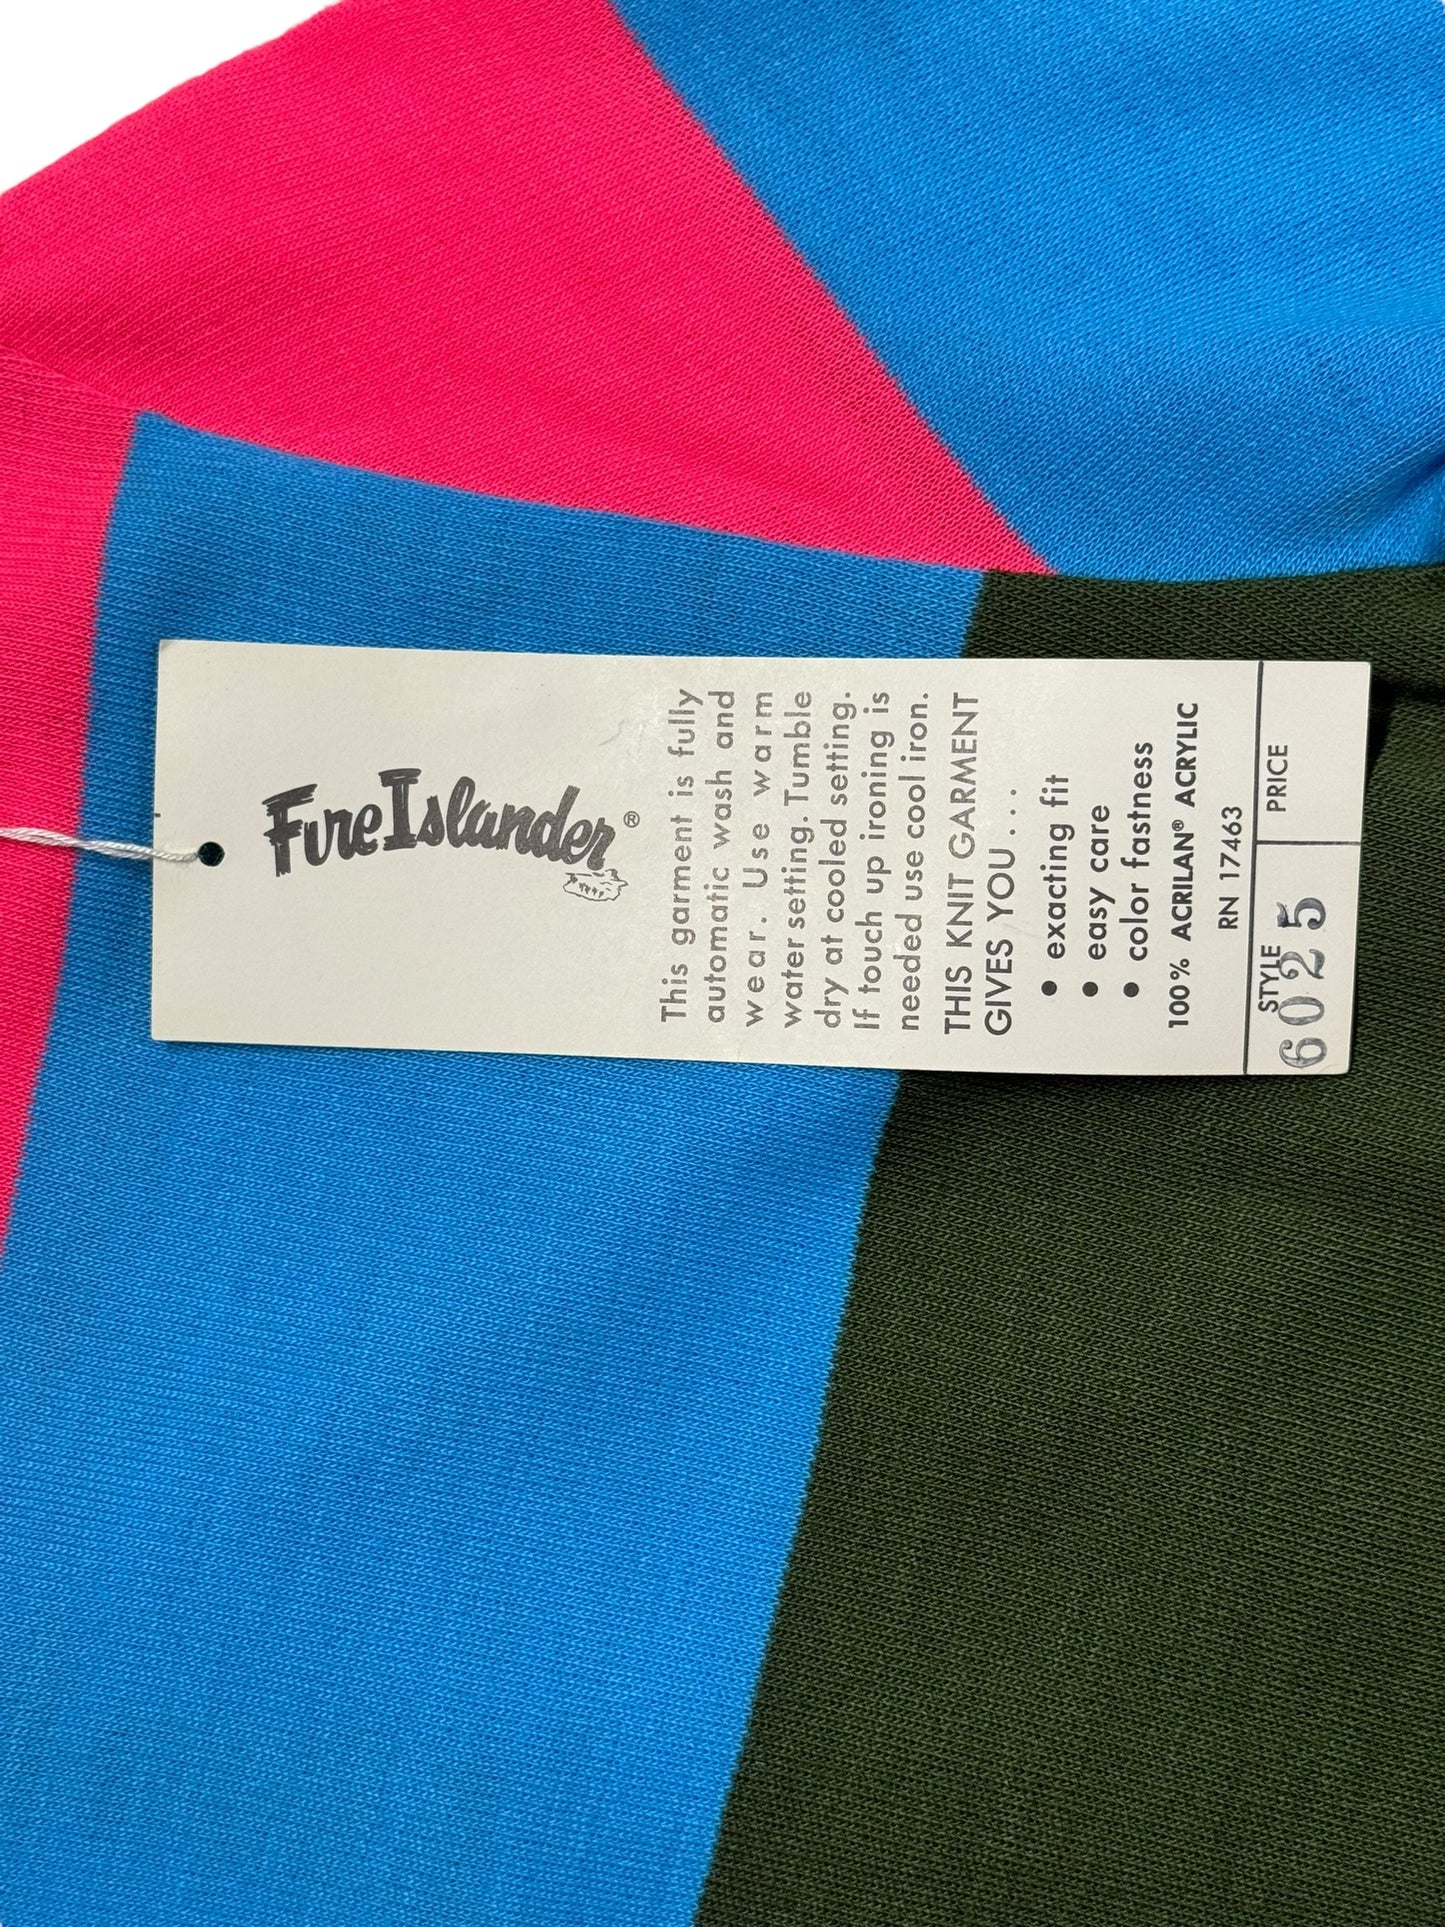 Fire Islander®
This garment is fully
automatic wash and
wear. Use warm
water setting. Tumble
dry at cooled setting.
If touch up ironing is
needed use cool iron.
THIS KNIT GARMENT
GIVES YOU...
• exacting fit
• easy care
• color fastness
100% ACRILAN® ACRYLIC
RN 17463
STYLE PRICE
6025